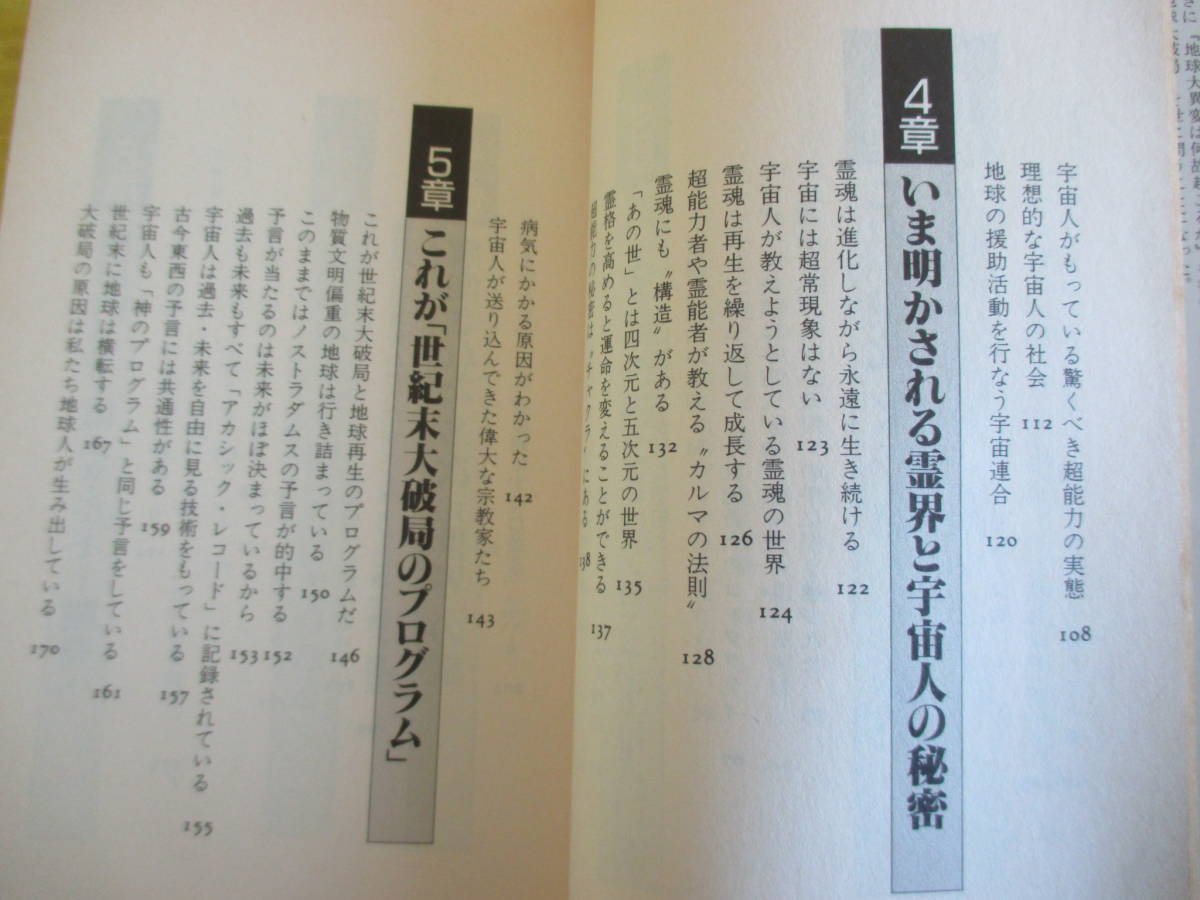 宇宙人がもっている驚くべき超能力の実態 108
理想的な宇宙人の社会 112
地球の援助活動を行なう宇宙連合 120
4章 いま明かされる霊界と宇宙人の秘密
霊魂は進化しながら永遠に生き続ける 122
宇宙には超常現象はない 123
宇宙人が教えようとしている霊魂の世界 124
霊魂は再生を繰り返して成長する 126
超能力者や霊能者が教える〝カルマの法則〟 128
霊魂にも〝構造〟がある 132
「あの世」とは四次元と五次元の世界 135
霊格を高めると運命を変えることができる 137
超能力の秘密は〝チャクラ〟にある 138
病気にかかる原因がわかった 142
宇宙人が送り込んできた偉大な宗教家たち 143
5章 これが「世紀末大破局のプログラム」
これが世紀末大破局と地球再生のプログラムだ 146
物質文明偏重の地球は行き詰まっている 150
このままではノストラダムスの予言が的中する 152
予言が当たるのは未来がほぼ決まっているから 153
過去も未来もすべて「アカシック・レコード」に記録されている 155
宇宙人は過去・未来を自由に見る技術をもっている 157
古今東西の予言には共通性がある 159
宇宙人も「神のプログラム」と同じ予言をしている 161
世紀末に地球は横転する 167
大破局の原因は私たち地球人が生み出している 170